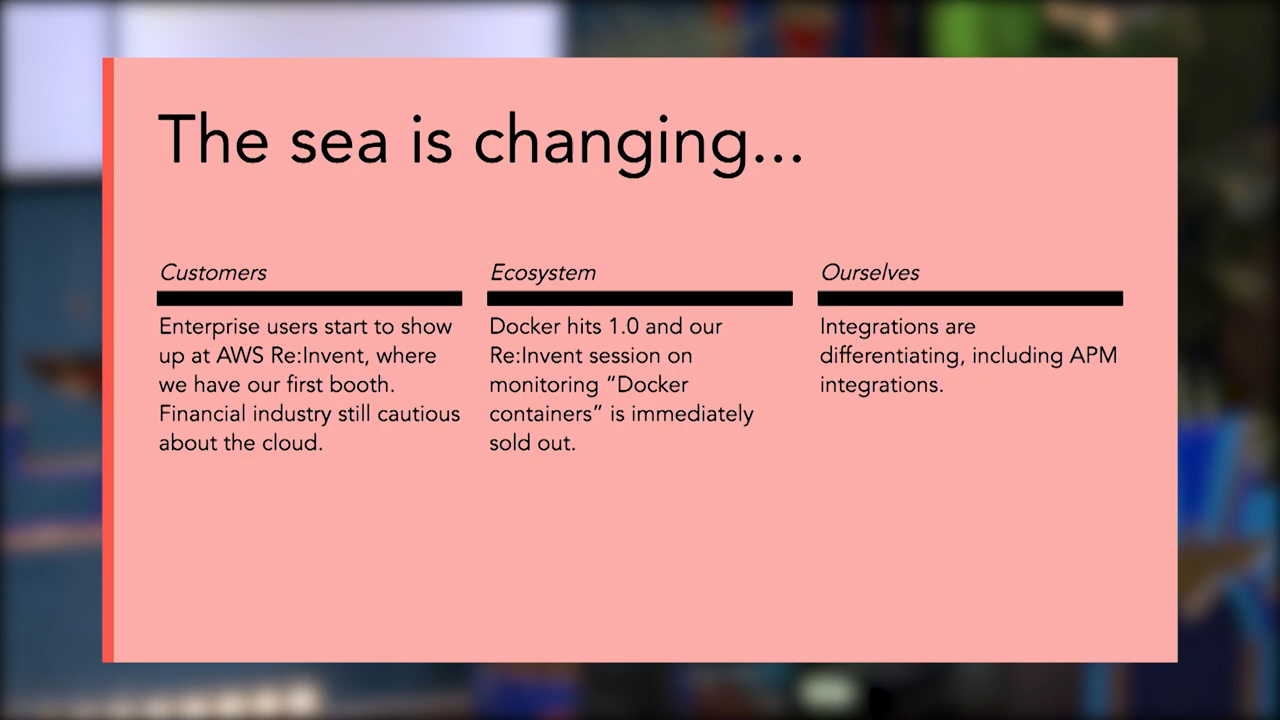 The sea is changing...
Customers
Enterprise users start to show
up at AWS Re:Invent, where
we have our first booth.
Financial industry still cautious
about the cloud.
Ecosystem
Docker hits 1.0 and our
Re:Invent session on
monitoring “Docker
containers” is immediately
sold out.
Ourselves
Integrations are
differentiating, including APM
integrations.